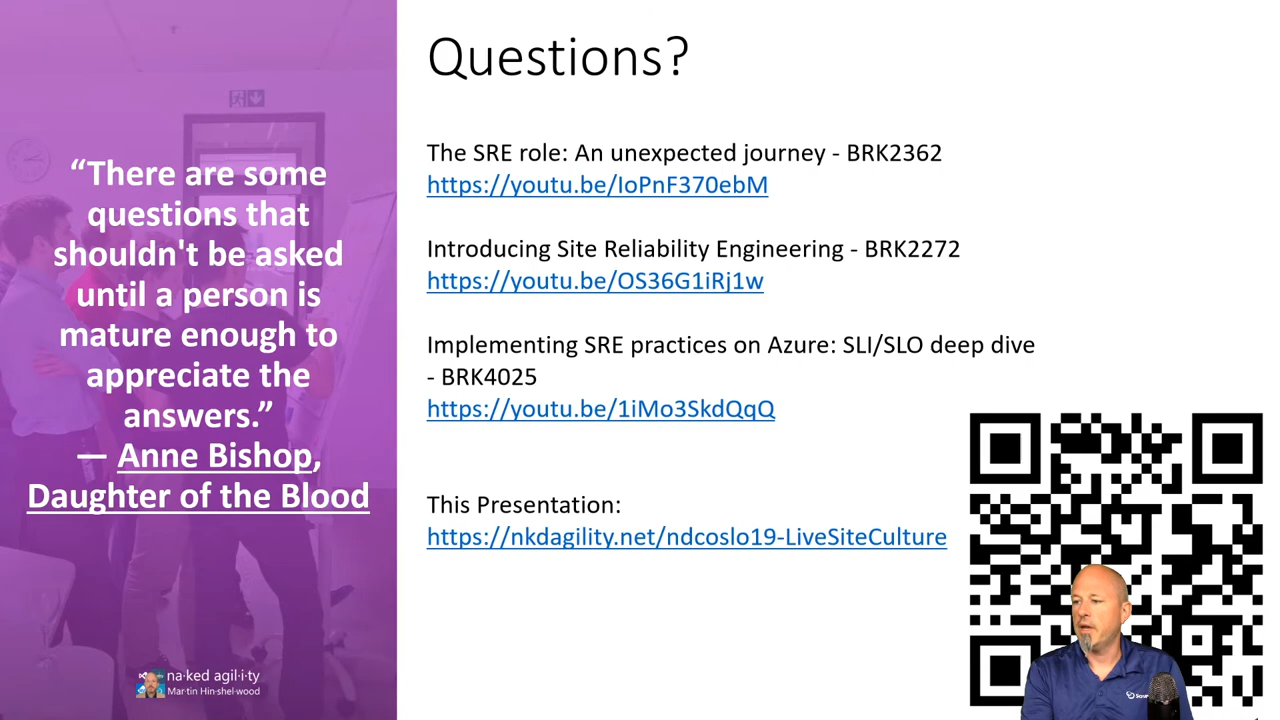 Questions?
“There are some
questions that
shouldn't be asked
until a person is
mature enough to
appreciate the
answers.”
— Anne Bishop,
Daughter of the Blood
na·ked agil·i·ty
Mar·tin Hin·shel·wood
The SRE role: An unexpected journey - BRK2362
https://youtu.be/IoPnF370ebM
Introducing Site Reliability Engineering - BRK2272
https://youtu.be/OS36G1iRj1w
Implementing SRE practices on Azure: SLI/SLO deep dive
- BRK4025
https://youtu.be/1iMo3SkdQqQ
This Presentation:
https://nkdagility.net/ndcoslo19-LiveSiteCulture